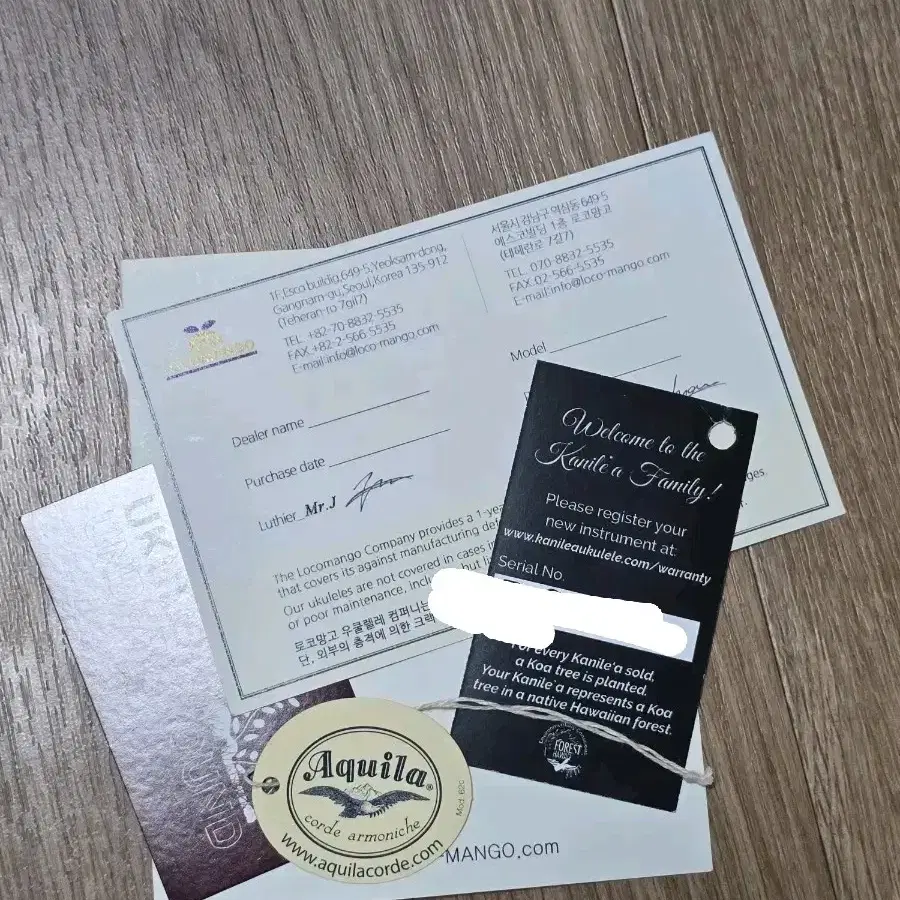 1F,Esco buildig,649-5,Yeoksam-dong,
Gangnam-gu,Seoul,Korea 135-912
(Teheran-ro 7gil7)
TEL +82-70-8832-5535
FAX +82-2-566-5535
E-mail:info@loco-mango.com
서울시 강남구 역삼동 649-5
에스코빌딩 1층 로코망고
(테헤란로 7길7)
TEL. 070-8832-5535
FAX 02-566-5535
E-mail:info@loco-mango.com
Dealer name
Purchase date
Luthier Mr.J
Model
The Locomango Company provides a 1-yea
that covers its against manufacturing def
Our ukuleles are not covered in cases
or poor maintenance,
로코망고 우쿨렐레 컴퍼니는
단, 외부의 충격에 의한 크랙
Welcome to the
Kanile'a Family!
Please register your
new instrument at:
www.kanileaukulele.com/warranty
Serial No.
For every Kanile'a sold,
a Koa tree is planted.
Your Kanile'a represents a Koa
tree in a native Hawaiian forest.
FOREST
UK
UND
Aquila
corde armoniche
www.aquilacorde.com
Mod. B2c
-MANGO.com